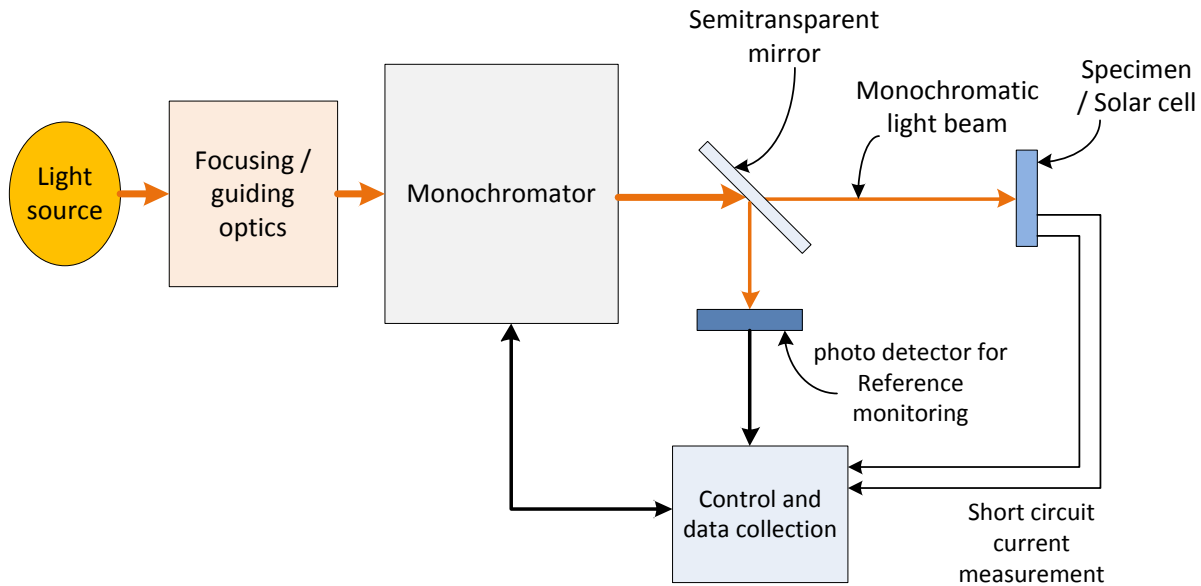 Semitransparent
mirror
Specimen
/ Solar cell
Monochromatic
light beam
Light
source
Focusing /
guiding
optics
Monochromator
photo detector for
Reference
monitoring
Control and
data collection
Short circuit
current
measurement